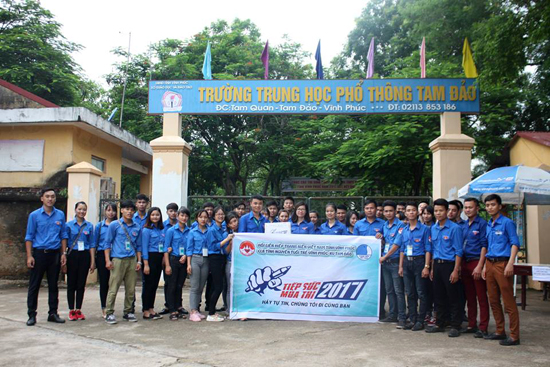 TRƯỜNG TRUNG HỌC PHỔ THÔNG TAM ĐẢO
ĐC:Tam Quan-Tam Đảo-Vĩnh Phúc *** ĐT: 02113 853 186
TIẾP SỨC
MÙA THI 2017
HÃY TỰ TIN, CHÚNG TÔI ĐI CÙNG BẠN